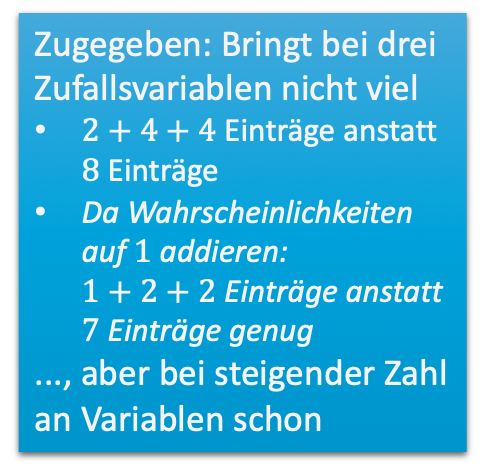 Zugegeben: Bringt bei drei
Zufallsvariablen nicht viel
• 2 + 4 + 4 Einträge anstatt
8 Einträge
• Da Wahrscheinlichkeiten
auf 1 addieren:
1 + 2 + 2 Einträge anstatt
7 Einträge genug
..., aber bei steigender Zahl
an Variablen schon